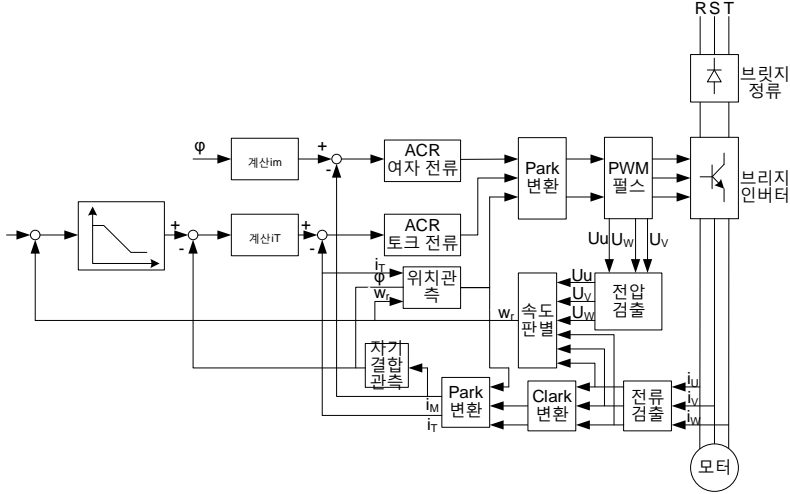 R S T
브릿지
정류
φ
계산im
+
-
ACR
여자 전류
Park
변환
PWM
펄스
브리지
인버터
+
-
계산iT
+
-
ACR
토크 전류
Uu
Uw
Uv
iT
φ
wr
위치관
측
wr
속도
판별
Uu
Uv
Uw
전압
검출
자기
결합
관측
iM
iT
Park
변환
Clark
변환
전류
검출
iU
iV
iW
모터